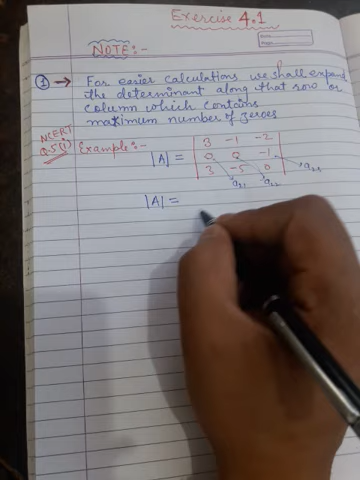 Exercise 4.1
NOTE:-
1 → For easier calculations we shall expand
the determinant along that row or
column which contains
maximum number of zeroes
NCERT
Q.5(i)
Example:-
|A| = | 3 -1 -2 |
| 0 0 -1 |
| 3 -5 0 |
a21 a22 a23
|A| =